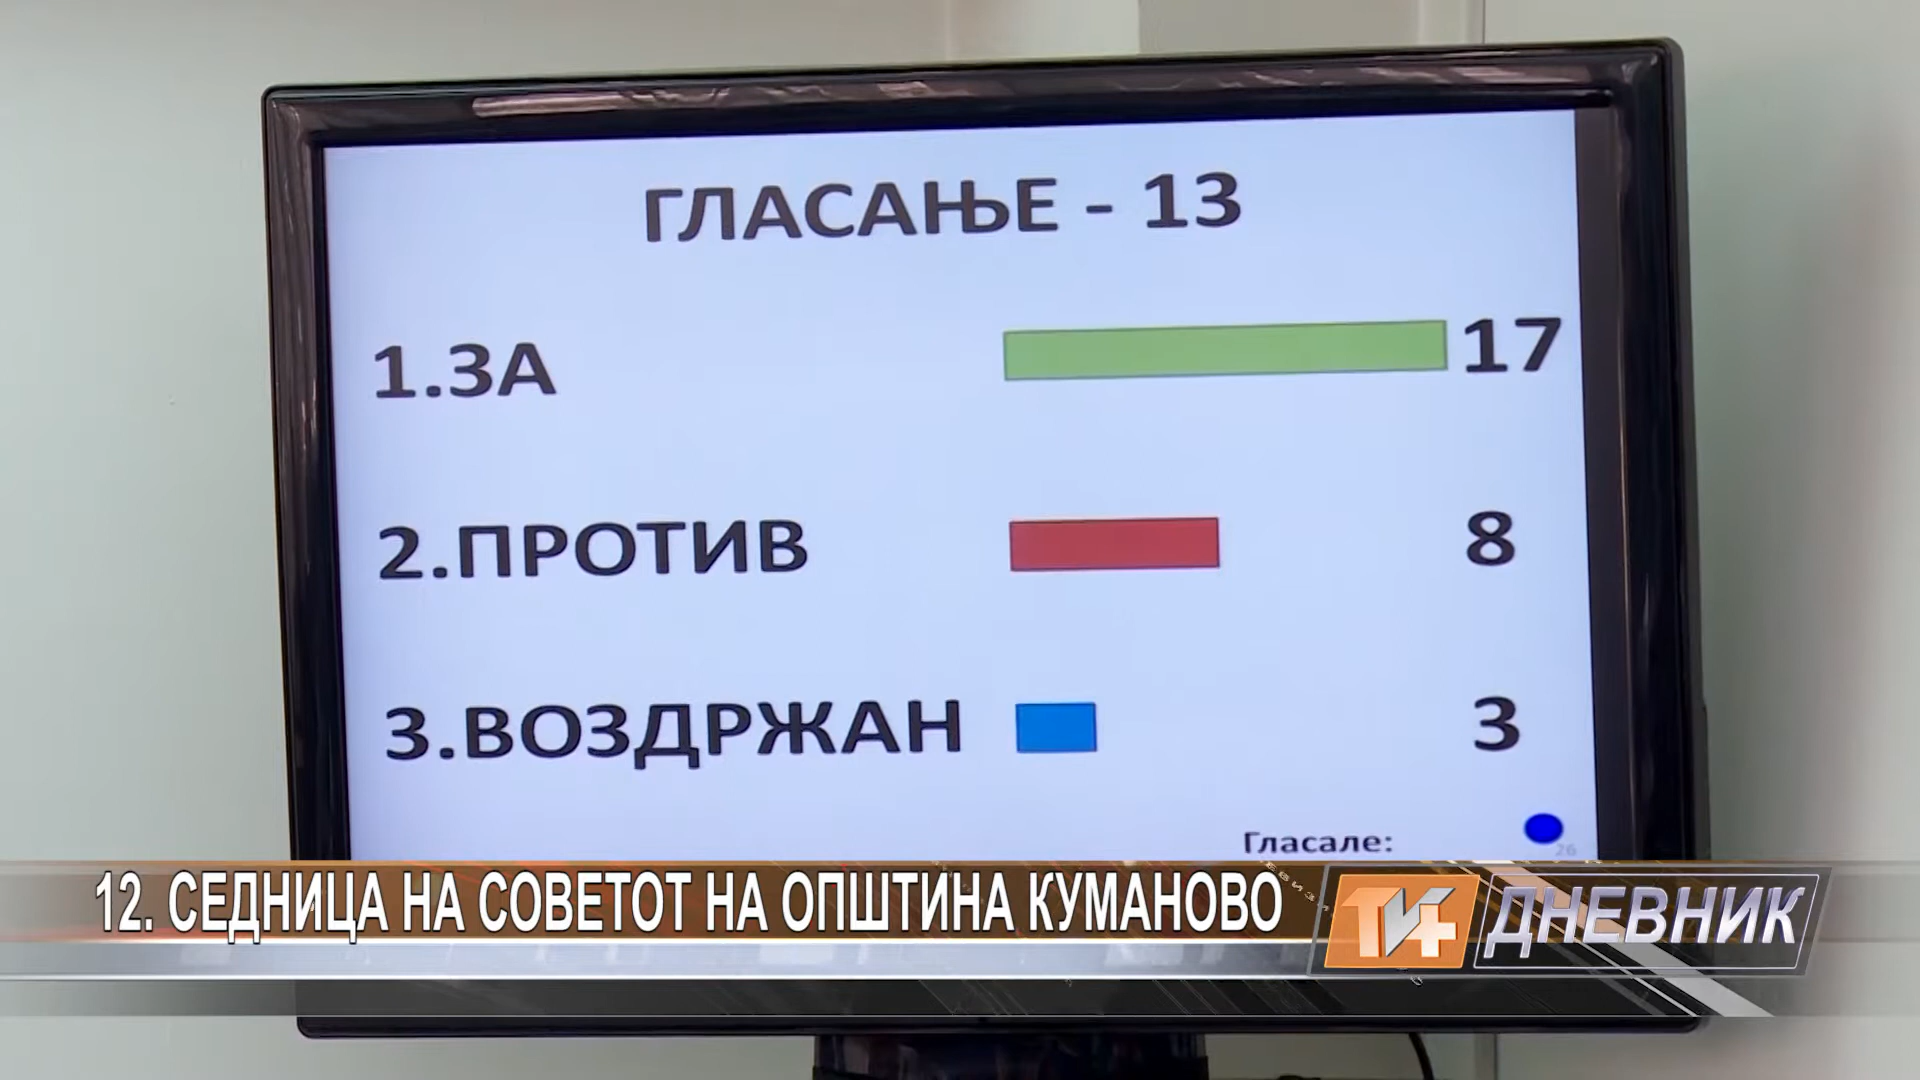 ГЛАСАЊЕ - 13
1.ЗА 17
2.ПРОТИВ 8
3.ВОЗДРЖАН 3
Гласале:
26
12. СЕДНИЦА НА СОВЕТОТ НА ОПШТИНА КУМАНОВО
ДНЕВНИК